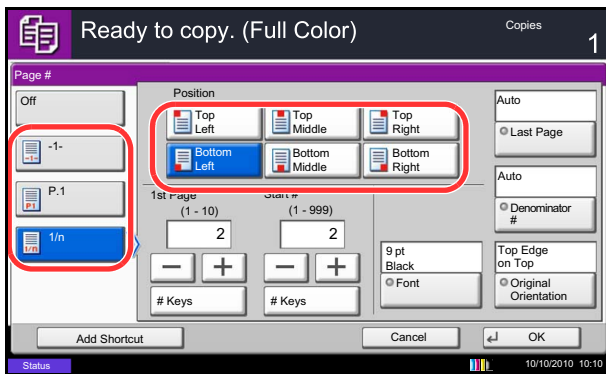 Ready to copy. (Full Color)
Copies
1
Page #
Off
-1-
P.1
1/n
Position
Top
Left
Top
Middle
Top
Right
Bottom
Left
Bottom
Middle
Bottom
Right
1st Page
(1 - 10)
2
# Keys
Start #
(1 - 999)
2
# Keys
9 pt
Black
Font
Auto
Last Page
Auto
Denominator
#
Top Edge
on Top
Original
Orientation
Add Shortcut
Cancel
OK
Status
10/10/2010 10:10